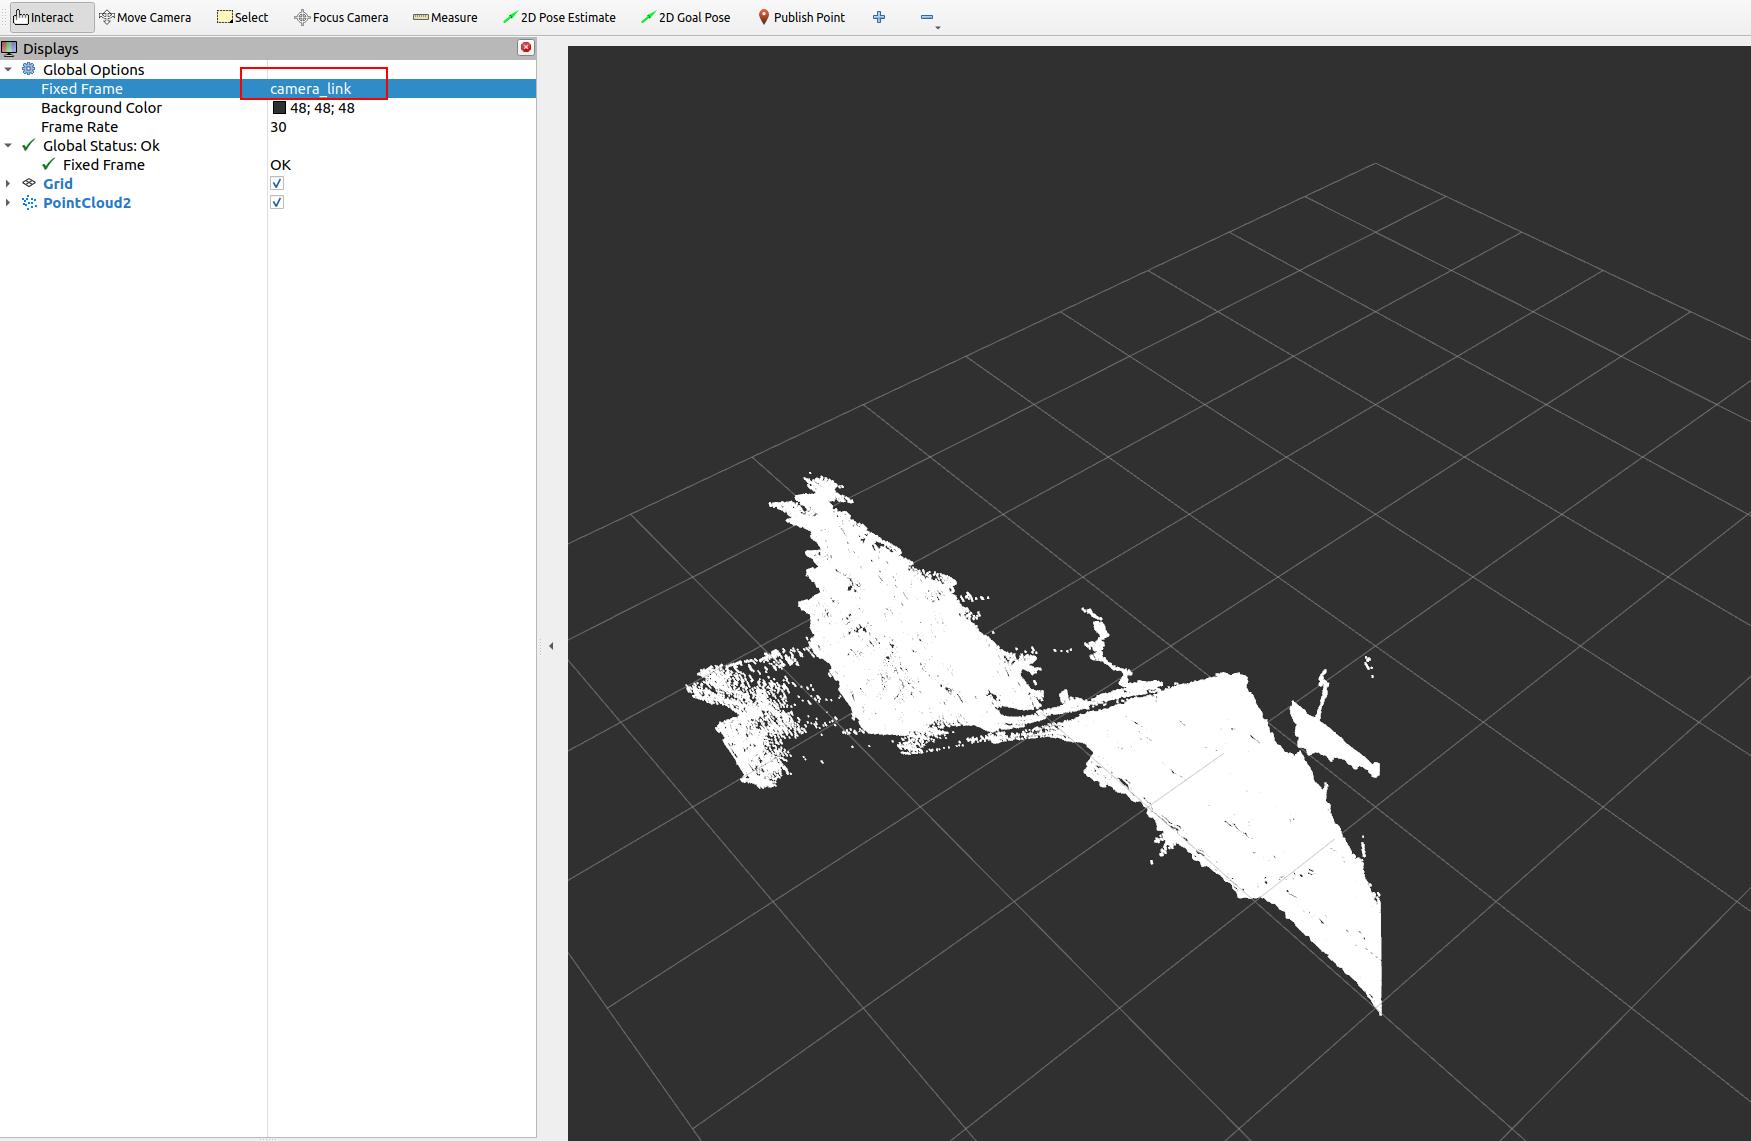 Interact Move Camera Select Focus Camera Measure 2D Pose Estimate 2D Goal Pose Publish Point
Displays
Global Options
Fixed Frame camera_link
Background Color 48; 48; 48
Frame Rate 30
Global Status: Ok
Fixed Frame OK
Grid
PointCloud2